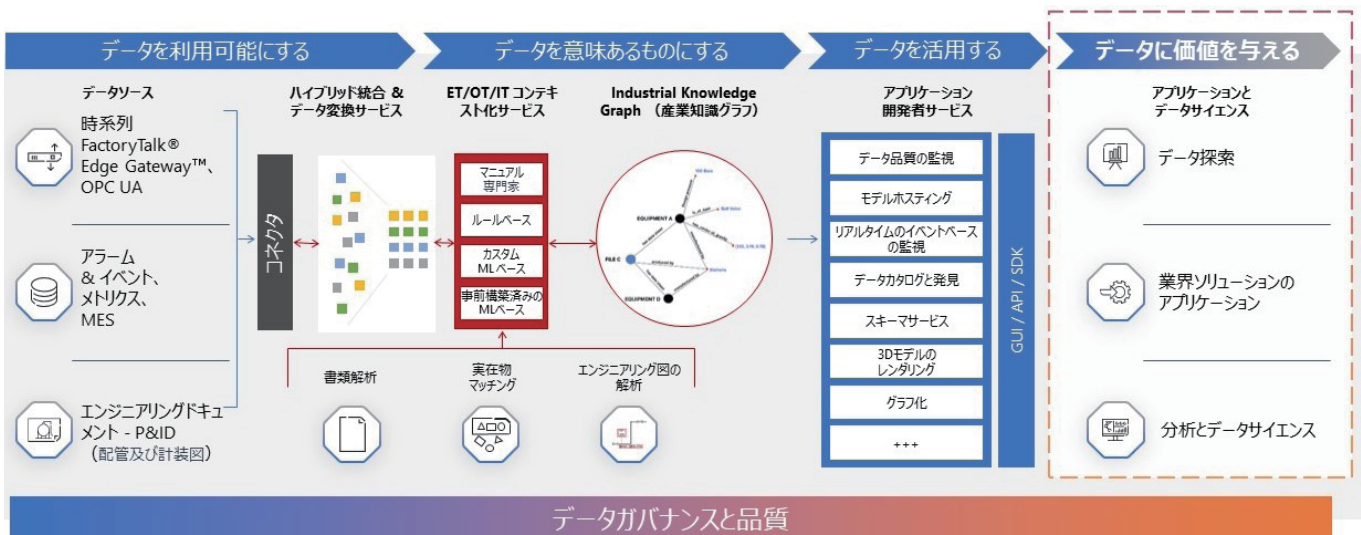 データを利用可能にする
データを意味あるものにする
データを活用する
データに価値を与える
データソース
時系列
FactoryTalk®
Edge Gateway™、
OPC UA
アラーム
& イベント、
メトリクス、
MES
エンジニアリングドキュ
メント - P&ID
（配管及び計装図）
ハイブリッド統合 &
データ変換サービス
コネクタ
ET/OT/IT コンテキ
スト化サービス
マニュアル
専門家
ルールベース
カスタム
MLベース
事前構築済みの
MLベース
書類解析
実在物
マッチング
エンジニアリング図の
解析
Industrial Knowledge
Graph （産業知識グラフ）
EQUIPMENT A
FILE C
EQUIPMENT D
アプリケーション
開発者サービス
データ品質の監視
モデルホスティング
リアルタイムのイベントベース
の監視
データカタログと発見
スキーマサービス
3Dモデルの
レンダリング
グラフ化
+++
GUI / API / SDK
アプリケーションと
データサイエンス
データ探索
業界ソリューションの
アプリケーション
分析とデータサイエンス
データガバナンスと品質